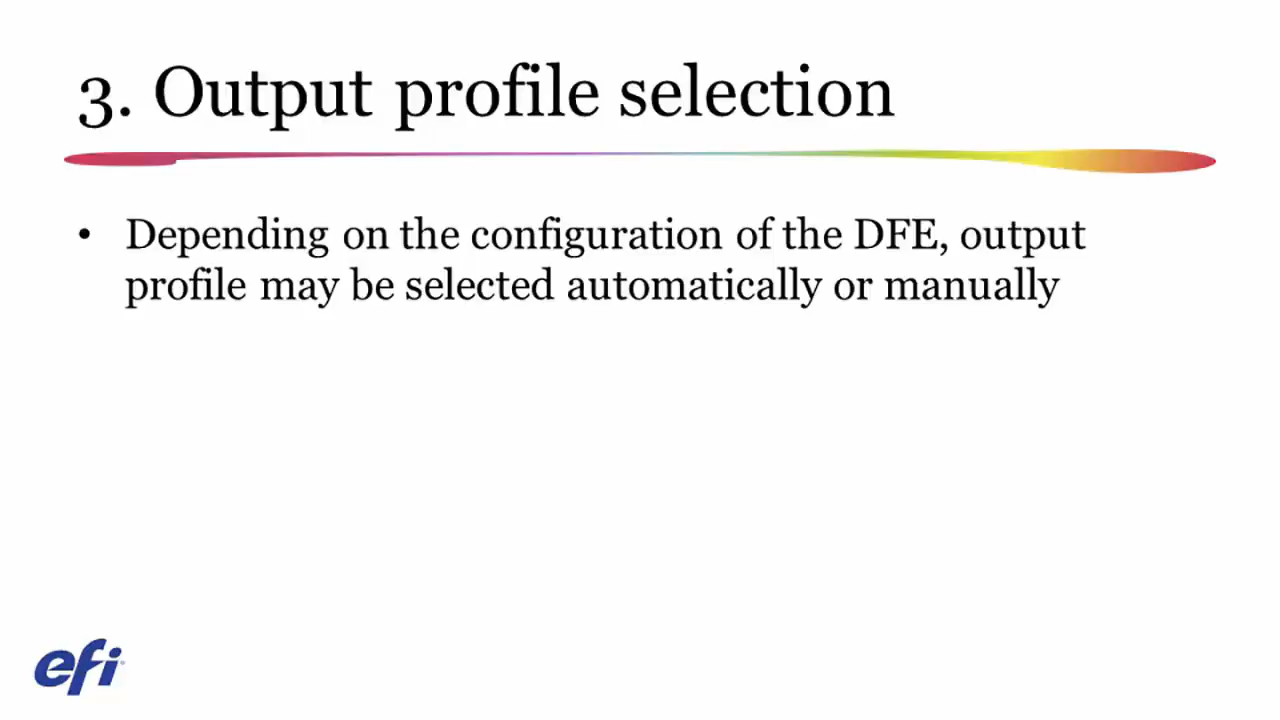 3. Output profile selection
• Depending on the configuration of the DFE, output
profile may be selected automatically or manually
efi